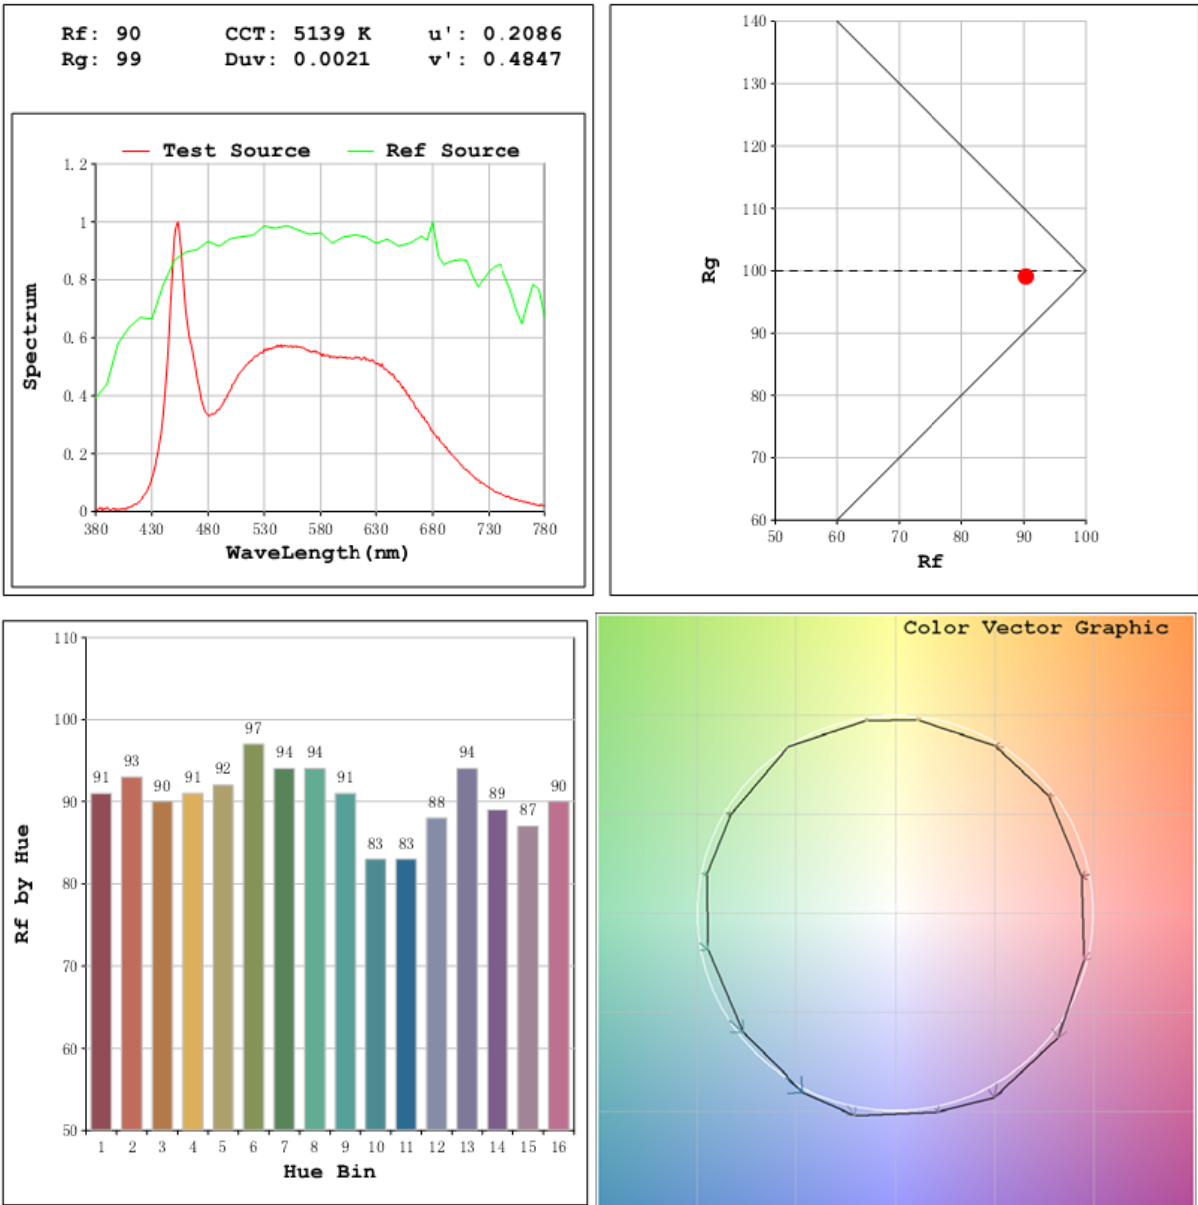 Rf: 90 CCT: 5139 K u': 0.2086
Rg: 99 Duv: 0.0021 v': 0.4847
Test Source Ref Source
1.2
1
0.8
0.6
0.4
0.2
0
Spectrum
380 430 480 530 580 630 680 730 780
WaveLength(nm)
140
130
120
110
100
90
80
70
60
Rg
50 60 70 80 90 100
Rf
110
100
90
80
70
60
50
Rf by Hue
91 93 90 91 92 97 94 94 91 83 83 88 94 89 87 90
1 2 3 4 5 6 7 8 9 10 11 12 13 14 15 16
Hue Bin
Color Vector Graphic